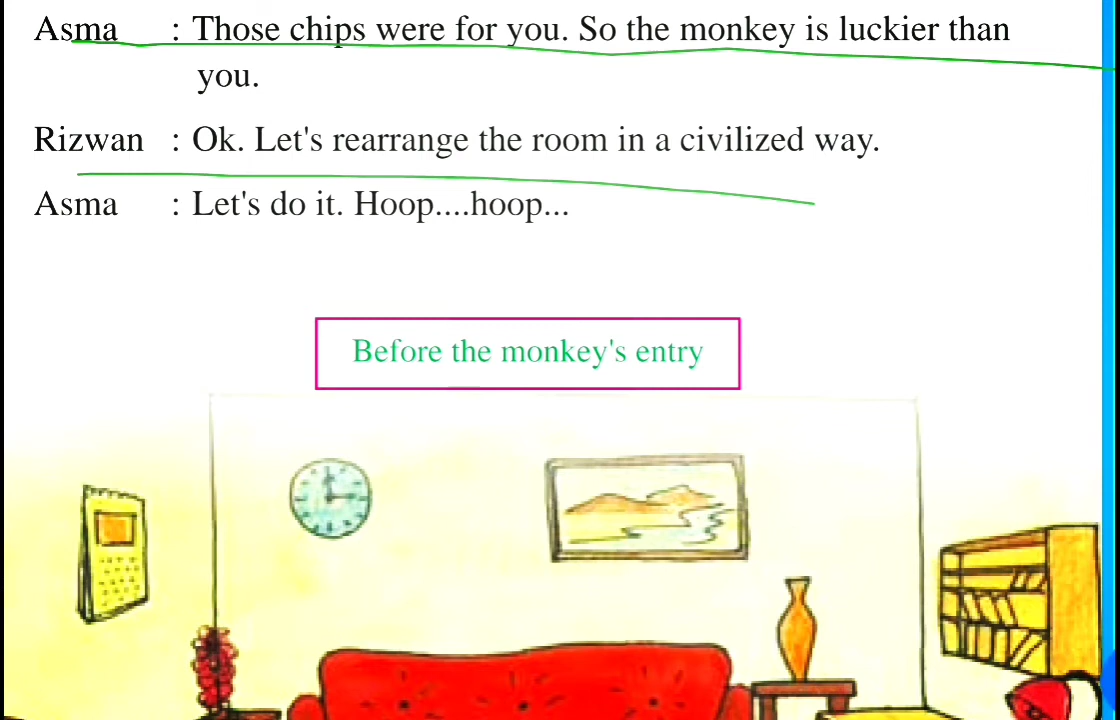 Asma : Those chips were for you. So the monkey is luckier than
you.
Rizwan : Ok. Let's rearrange the room in a civilized way.
Asma : Let's do it. Hoop....hoop...
Before the monkey's entry